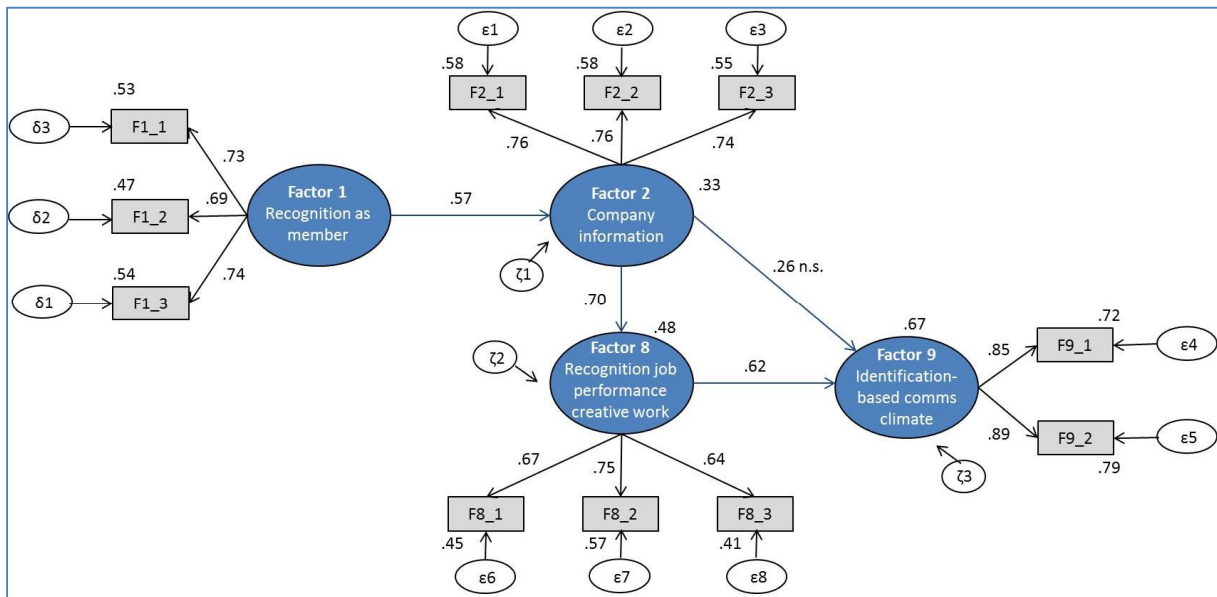 ε1
ε2
ε3
.58
.58
.55
F2_1
F2_2
F2_3
.53
δ3
F1_1
.76
.76
.74
.73
.47
.69
δ2
F1_2
Factor 1
Recognition as
member
.57
Factor 2
Company
information
.33
.54
.74
δ1
F1_3
ζ1
.26 n.s.
.70
.48
.67
.72
ζ2
Factor 8
Recognition job
performance
creative work
.62
Factor 9
Identification-
based comms
climate
.85
F9_1
ε4
.89
F9_2
ε5
.79
ζ3
.67
.75
.64
F8_1
F8_2
F8_3
.45
.57
.41
ε6
ε7
ε8